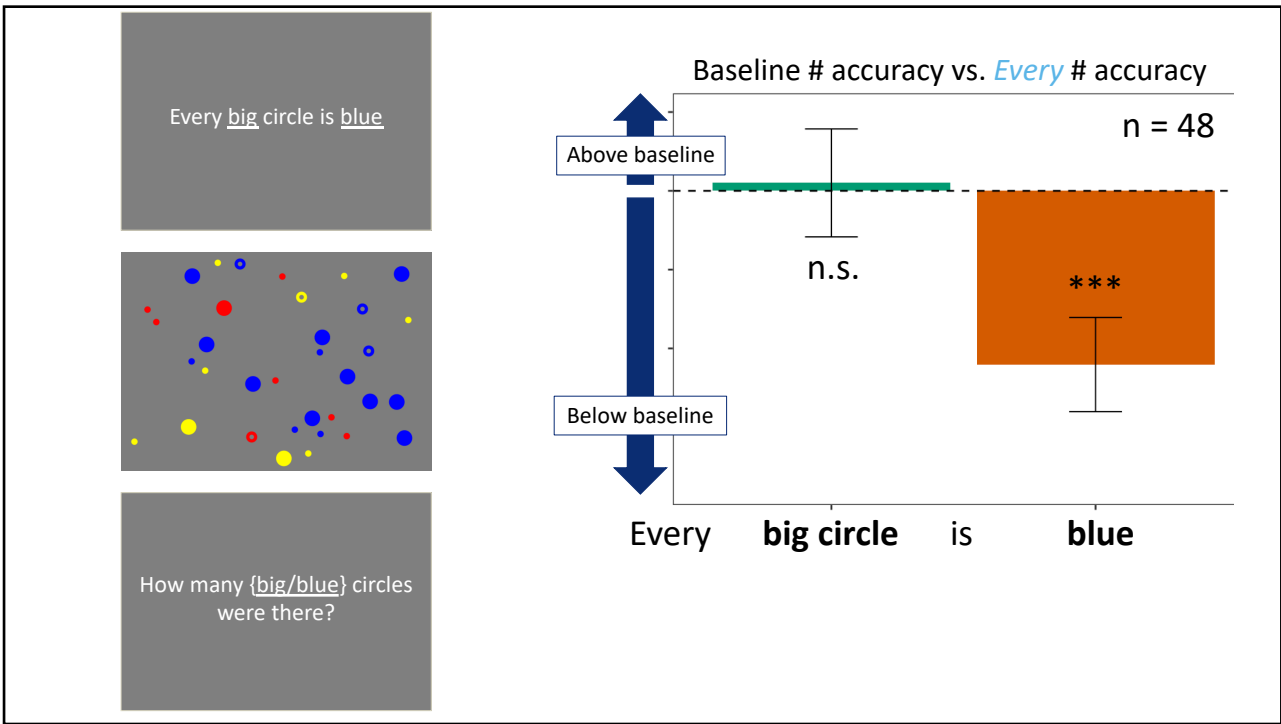 Every big circle is blue
How many {big/blue} circles
were there?
Baseline # accuracy vs. Every # accuracy
n = 48
Above baseline
n.s.
***
Below baseline
Every big circle is blue